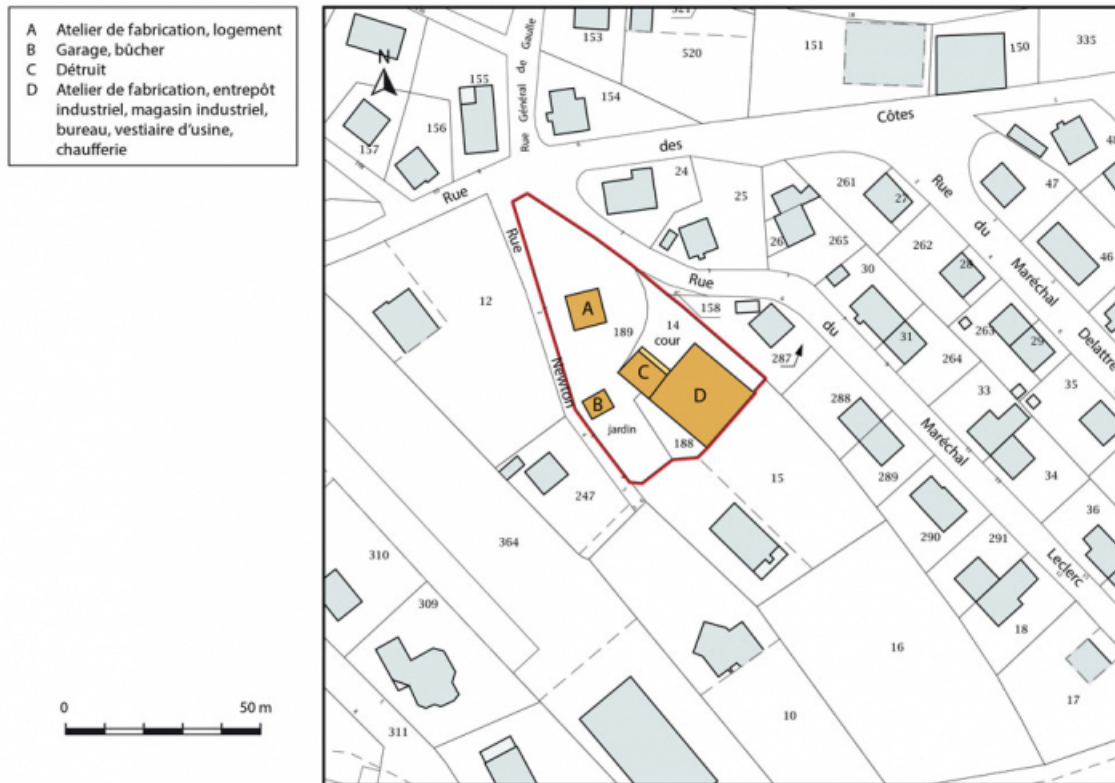 A Atelier de fabrication, logement
B Garage, bûcher
C Détruit
D Atelier de fabrication, entrepôt
industriel, magasin industriel,
bureau, vestiaire d'usine,
chaufferie
0 50 m
N
153
520
151
150
335
155
Rue Général de Gaulle
154
156
157
Rue des Côtes
24
25
261
27
47
46
Rue du Maréchal Delattre
265
262
28
30
Rue du Maréchal Leclerc
Rue Newton
12
A
189
14
cour
158
287
31
264
263
29
33
35
C
D
B
jardin
188
288
289
34
15
247
36
290
291
364
310
309
18
16
17
10
311